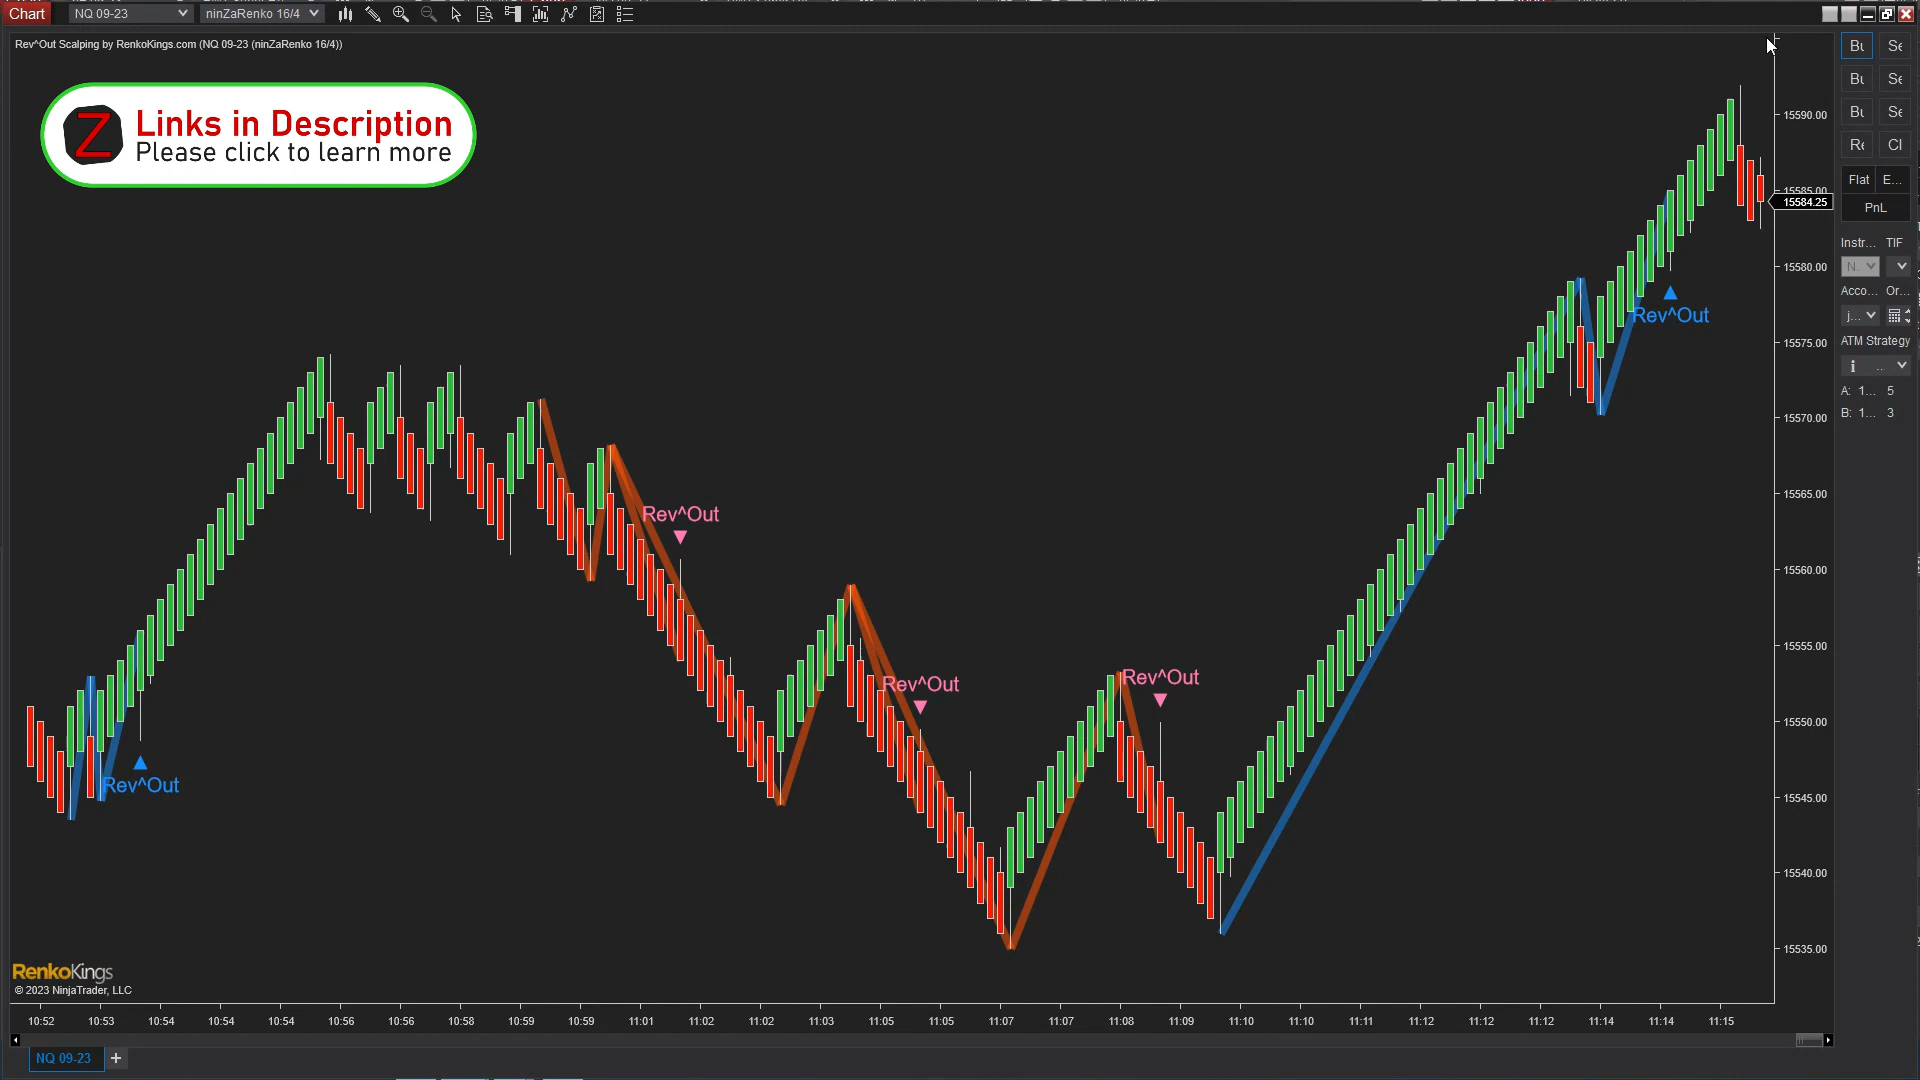 Chart
NQ 09-23
ninZaRenko 16/4
Rev^Out Scalping by RenkoKings.com (NQ 09-23 (ninZaRenko 16/4))
Z
Links in Description
Please click to learn more
Rev^Out
Rev^Out
Rev^Out
Rev^Out
Rev^Out
15590.00
15585.00
15584.25
15580.00
15575.00
15570.00
15565.00
15560.00
15555.00
15550.00
15545.00
15540.00
15535.00
RenkoKings
© 2023 NinjaTrader, LLC
10:52 10:53 10:54 10:54 10:54 10:56 10:56 10:58 10:59 10:59 11:01 11:02 11:02 11:03 11:05 11:05 11:07 11:07 11:08 11:09 11:10 11:10 11:11 11:12 11:12 11:12 11:14 11:14 11:15
NQ 09-23 +
Flat E...
PnL
Instr... TIF
N.
Acco... Or...
j...
ATM Strategy
i ...
A: 1... 5
B: 1... 3